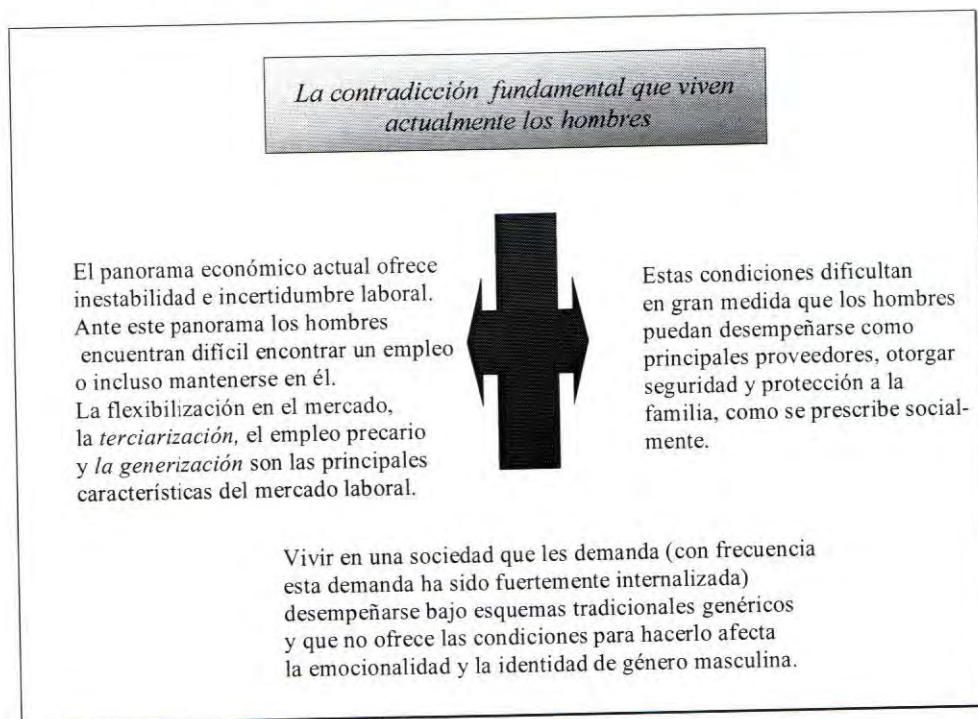 La contradicción fundamental que viven
actualmente los hombres
El panorama económico actual ofrece
inestabilidad e incertidumbre laboral.
Ante este panorama los hombres
encuentran difícil encontrar un empleo
o incluso mantenerse en él.
La flexibilización en el mercado,
la terciarización, el empleo precario
y la generización son las principales
características del mercado laboral.
Estas condiciones dificultan
en gran medida que los hombres
puedan desempeñarse como
principales proveedores, otorgar
seguridad y protección a la
familia, como se prescribe social-
mente.
Vivir en una sociedad que les demanda (con frecuencia
esta demanda ha sido fuertemente internalizada)
desempeñarse bajo esquemas tradicionales genéricos
y que no ofrece las condiciones para hacerlo afecta
la emocionalidad y la identidad de género masculina.